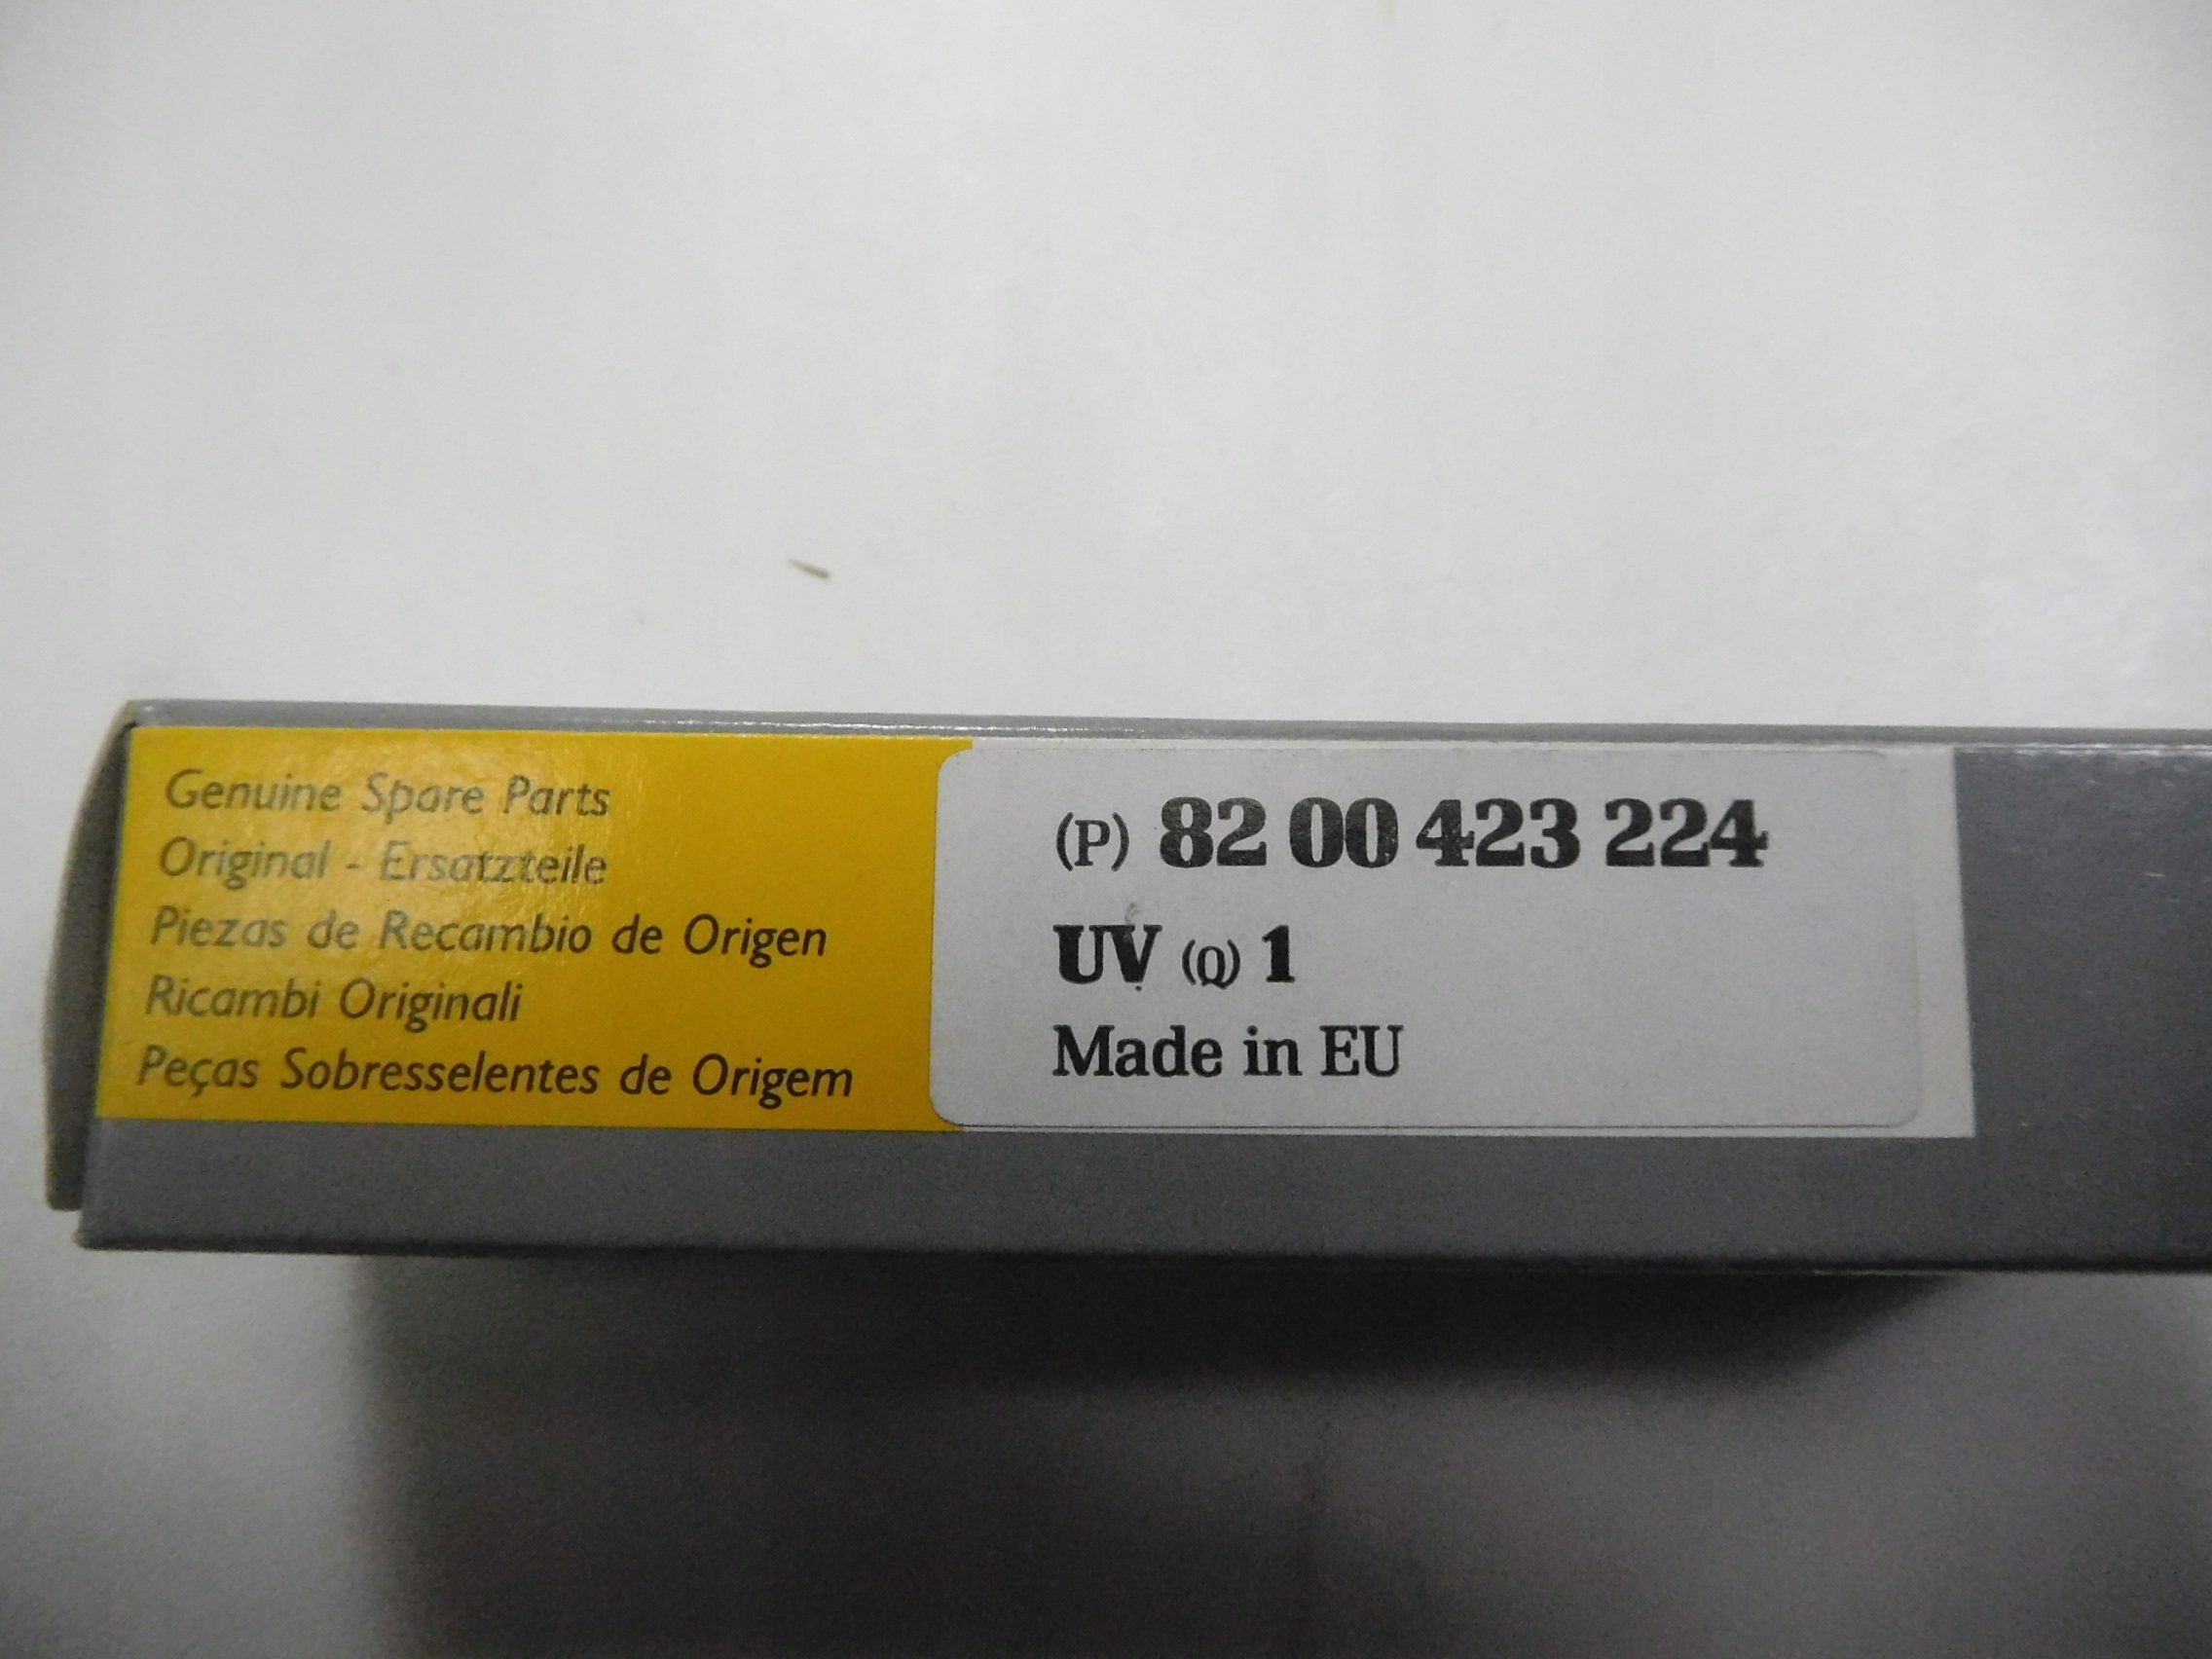 Genuine Spare Parts
Original - Ersatzteile
Piezas de Recambio de Origen
Ricambi Originali
Peças Sobresselentes de Origem
(P) 82 00 423 224
UV (Q) 1
Made in EU